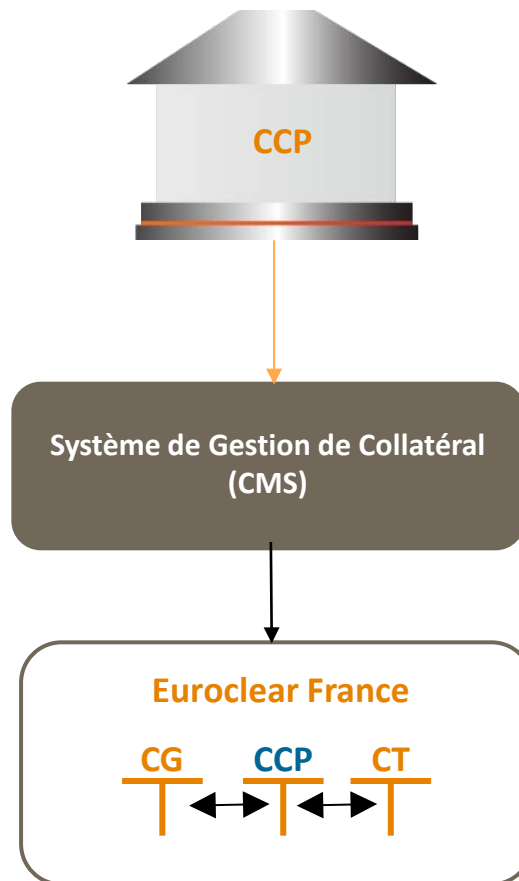 CCP
Système de Gestion de Collatéral
(CMS)
Euroclear France
CG CCP CT